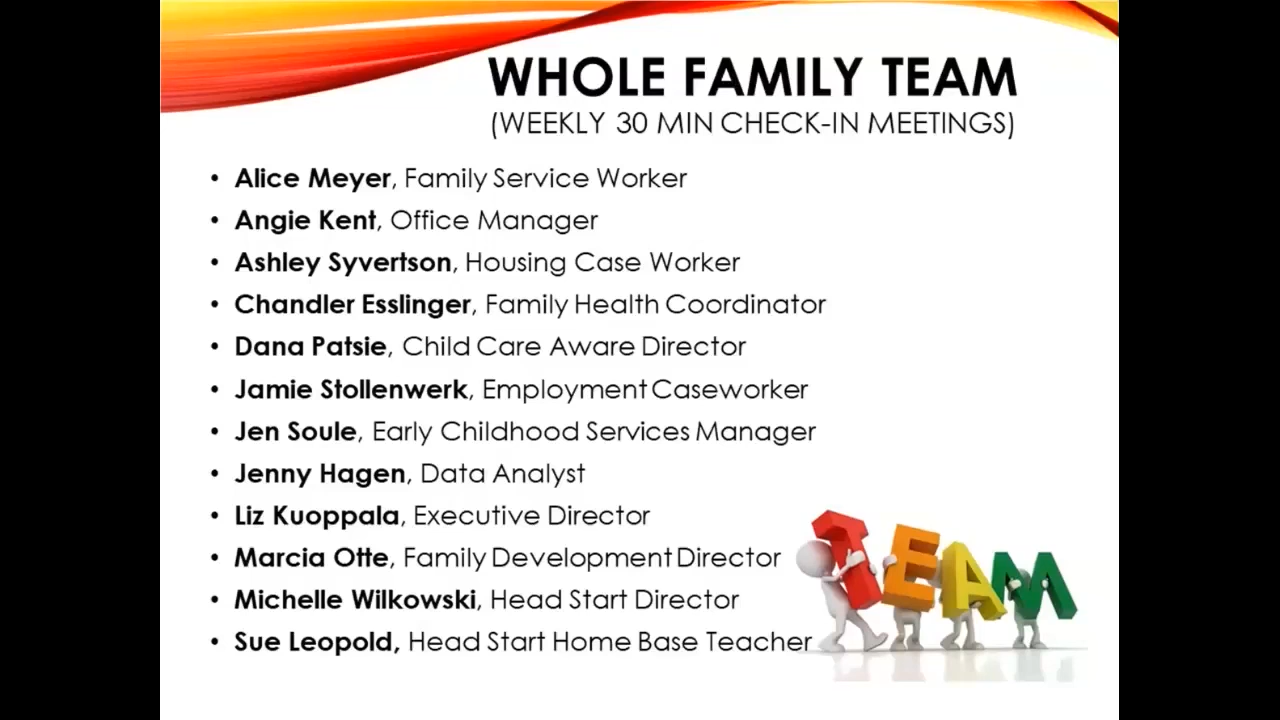 WHOLE FAMILY TEAM
(WEEKLY 30 MIN CHECK-IN MEETINGS)
• Alice Meyer, Family Service Worker
• Angie Kent, Office Manager
• Ashley Syvertson, Housing Case Worker
• Chandler Esslinger, Family Health Coordinator
• Dana Patsie, Child Care Aware Director
• Jamie Stollenwerk, Employment Caseworker
• Jen Soule, Early Childhood Services Manager
• Jenny Hagen, Data Analyst
• Liz Kuoppala, Executive Director
• Marcia Otte, Family Development Director
• Michelle Wilkowski, Head Start Director
• Sue Leopold, Head Start Home Base Teacher
TEAM